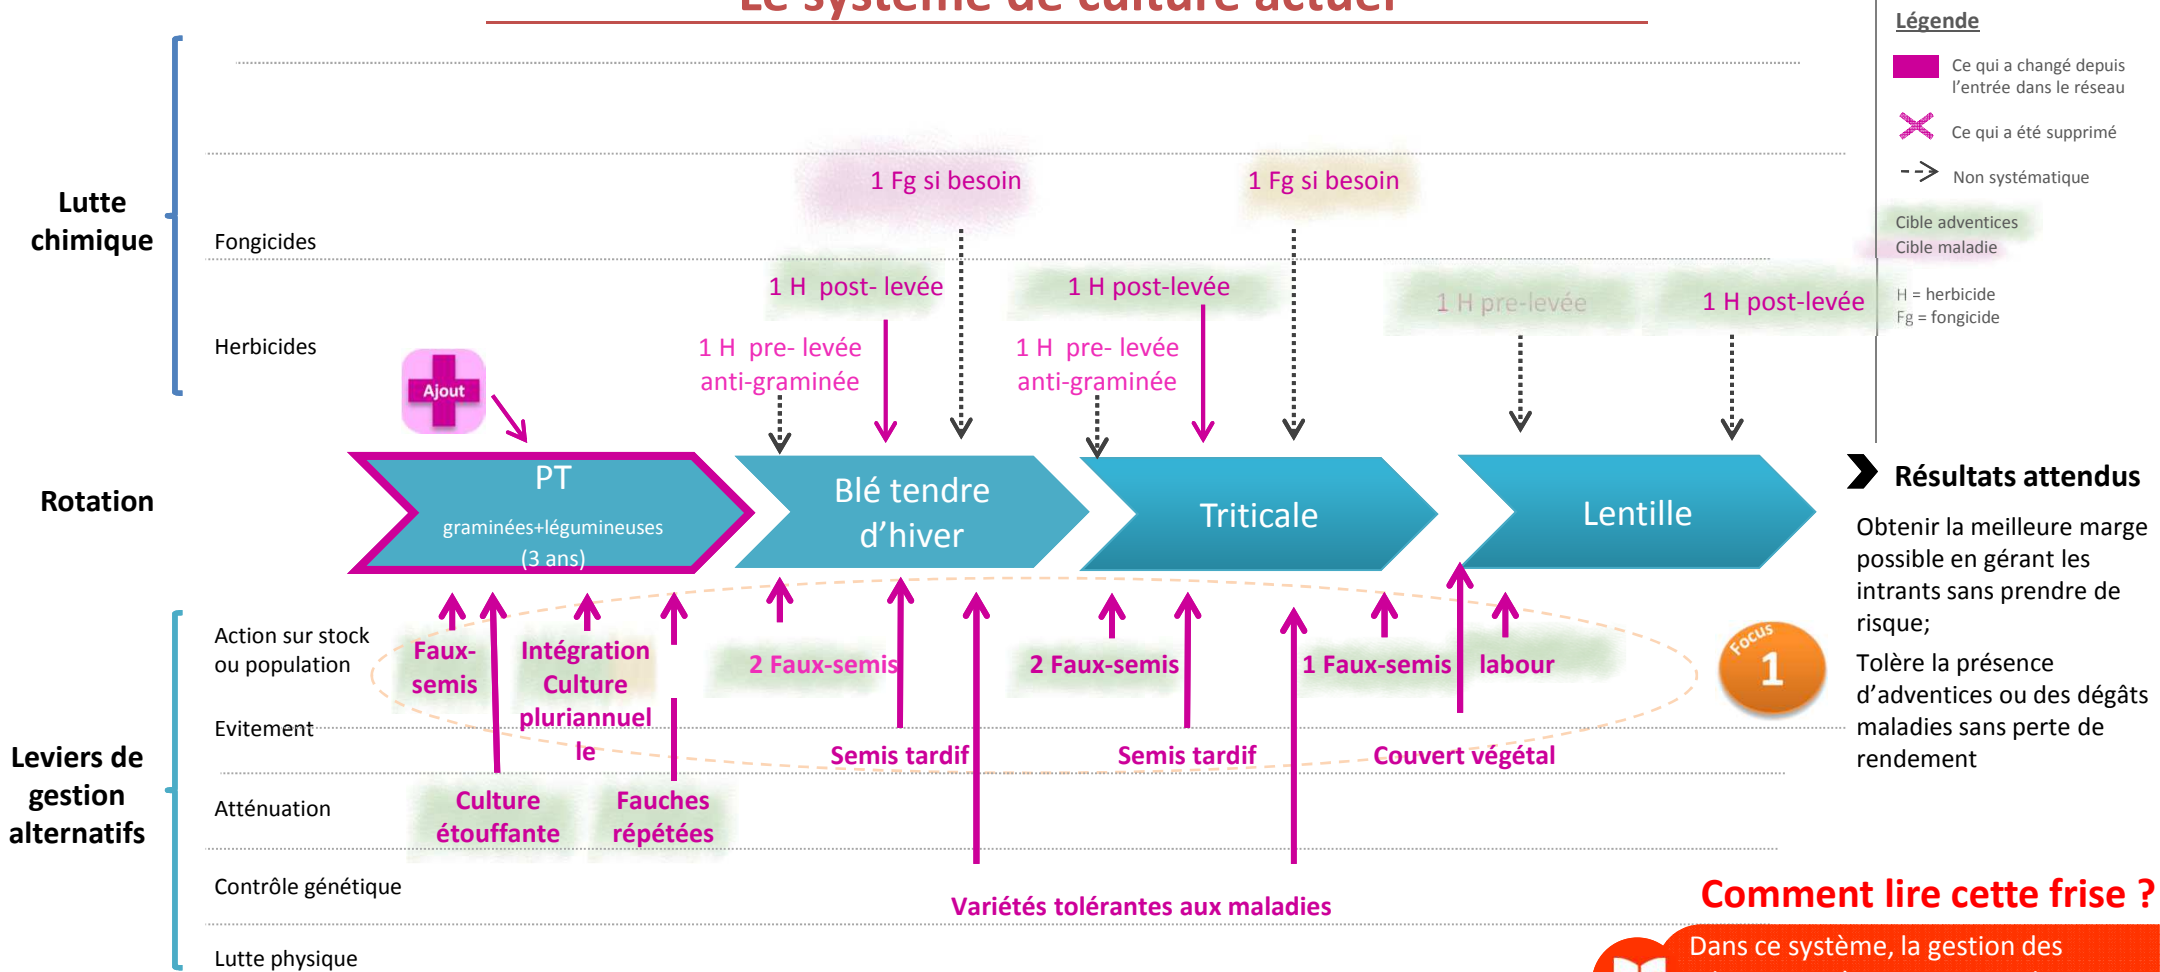 Le système de culture actuel
Légende
Ce qui a changé depuis
l'entrée dans le réseau
Ce qui a été supprimé
Non systématique
Cible adventices
Cible maladie
H = herbicide
Fg = fongicide
Lutte
chimique
Fongicides
1 Fg si besoin
1 Fg si besoin
Herbicides
1 H post- levée
1 H pre- levée
anti-graminée
1 H post-levée
1 H pre- levée
anti-graminée
1 H pre-levée
1 H post-levée
Ajout
Rotation
PT
graminées+légumineuses
(3 ans)
Blé tendre
d'hiver
Triticale
Lentille
Résultats attendus
Obtenir la meilleure marge
possible en gérant les
intrants sans prendre de
risque;
Tolère la présence
d'adventices ou des dégâts
maladies sans perte de
rendement
Leviers de
gestion
alternatifs
Action sur stock
ou population
Faux-
semis
Intégration
Culture
pluriannuel
le
2 Faux-semis
2 Faux-semis
1 Faux-semis
labour
Focus
1
Evitement
Semis tardif
Semis tardif
Couvert végétal
Atténuation
Culture
étouffante
Fauches
répétées
Contrôle génétique
Variétés tolérantes aux maladies
Lutte physique
Comment lire cette frise ?
Dans ce système, la gestion des